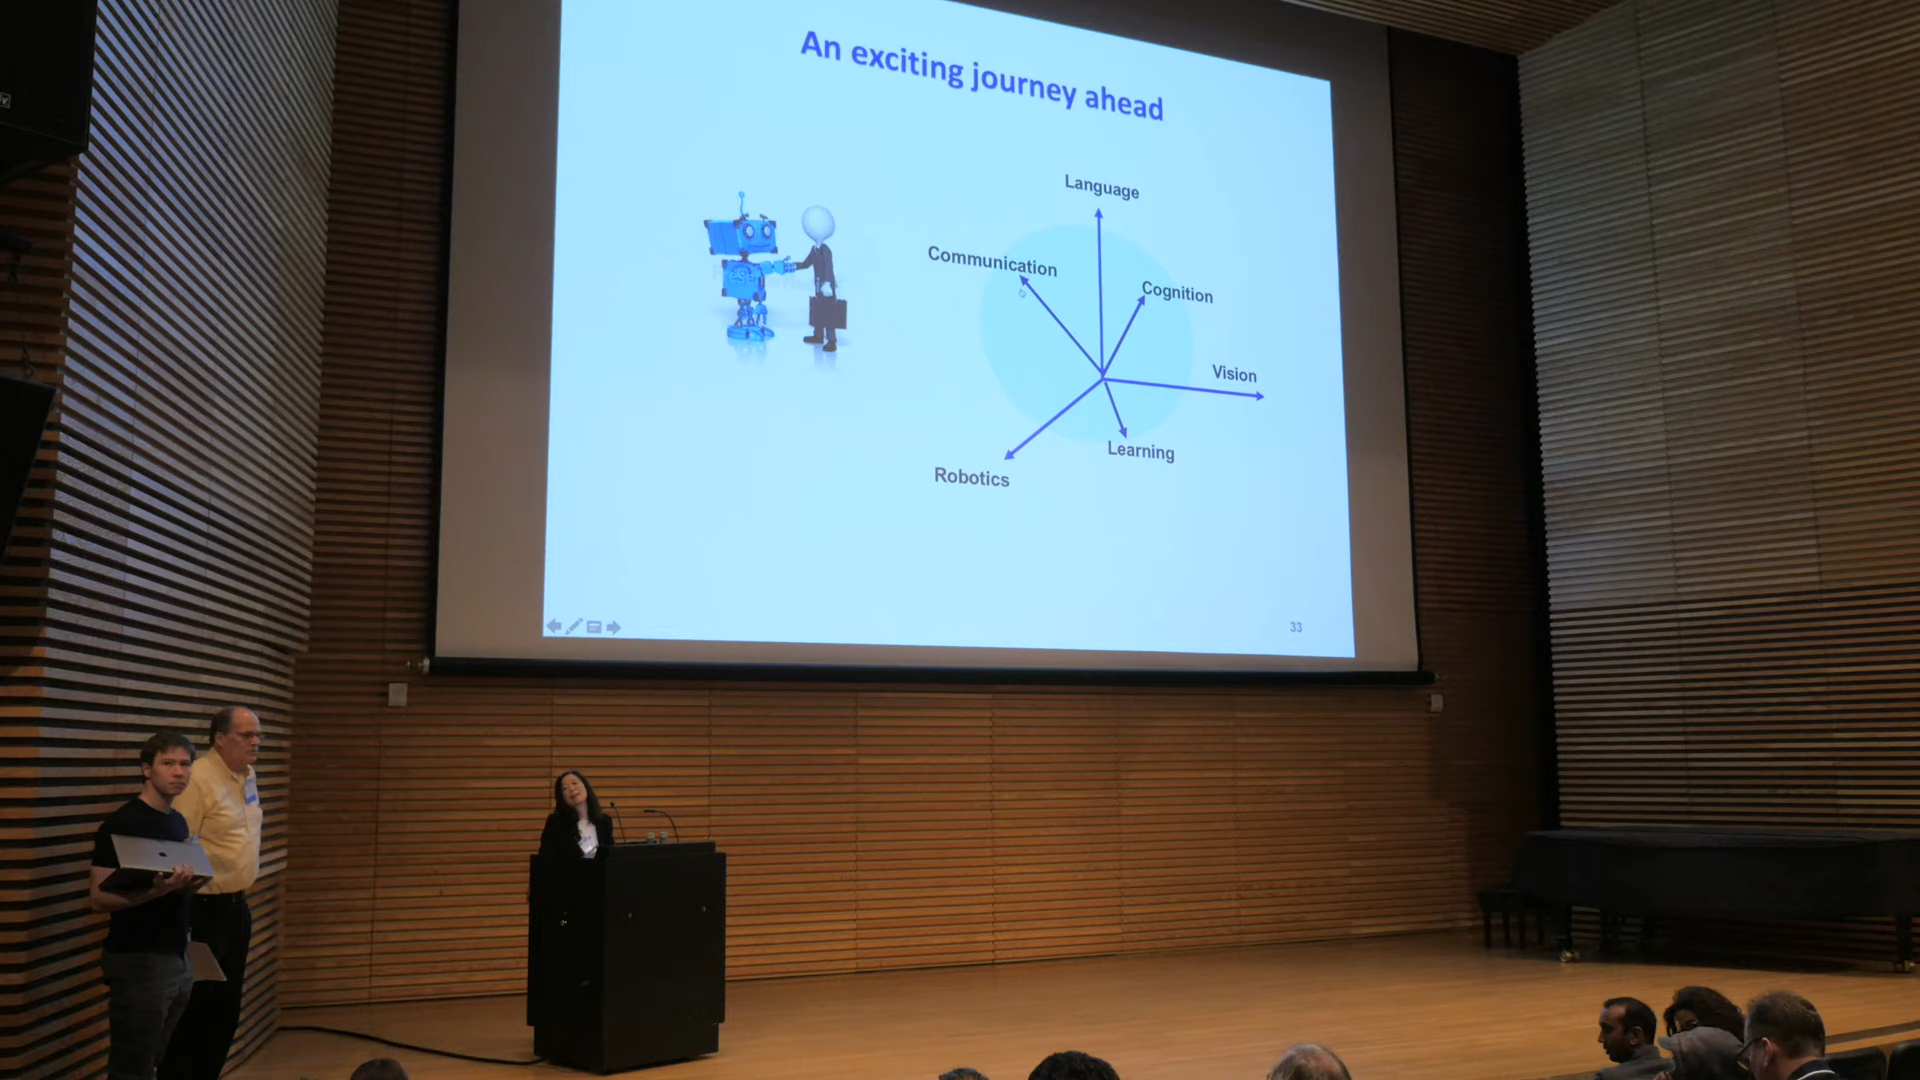 An exciting journey ahead
Language
Communication
Cognition
Vision
Learning
Robotics
33